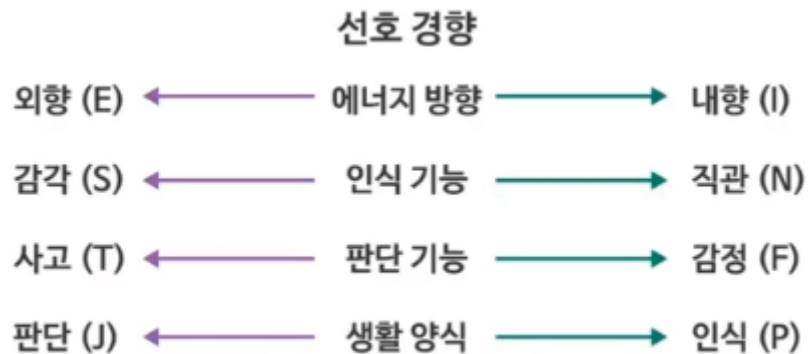 선호 경향
외향 (E) 에너지 방향 내향 (I)
감각 (S) 인식 기능 직관 (N)
사고 (T) 판단 기능 감정 (F)
판단 (J) 생활 양식 인식 (P)